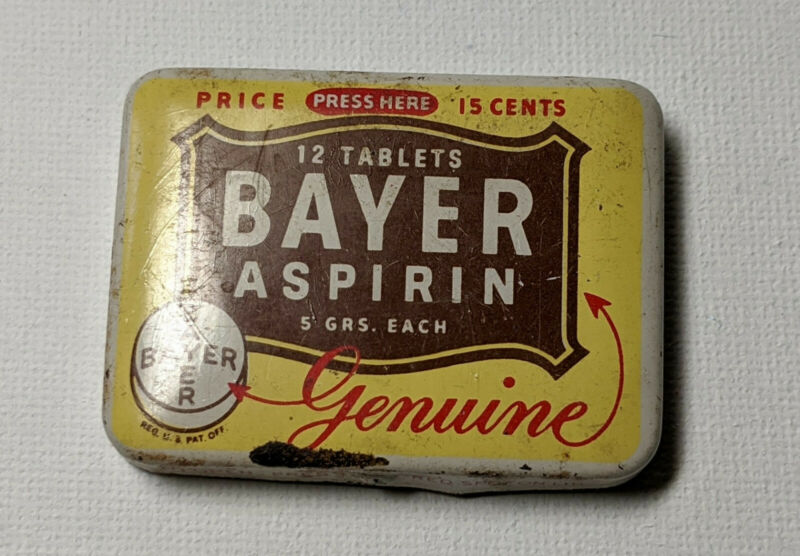 PRICE PRESS HERE 15 CENTS
12 TABLETS
BAYER
ASPIRIN
5 GRS. EACH
BAYER
E
R
Genuine
REG. U. S. PAT. OFF.